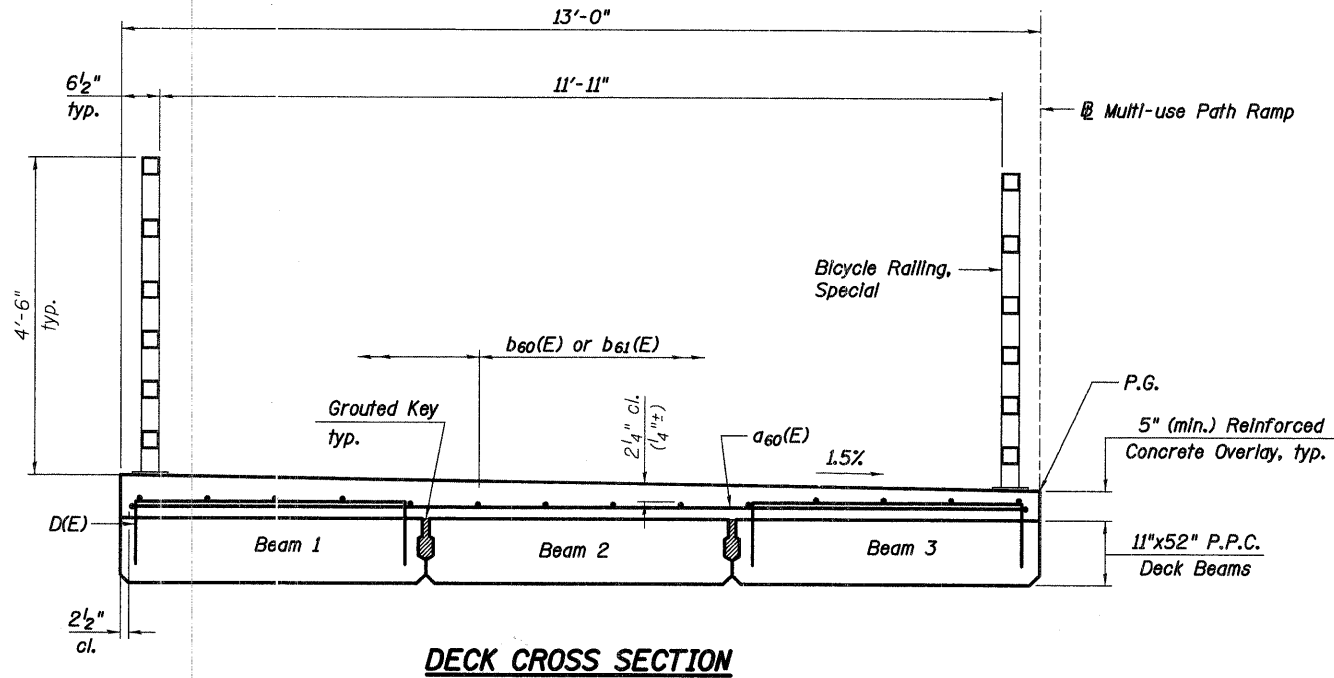 13'-0"
6½"
typ.
11'-11"
℄ Multi-use Path Ramp
4'-6"
typ.
Bicycle Railing,
Special
b60(E) or b61(E)
Grouted Key
typ.
2¼" cl.
(¼"±)
a60(E)
P.G.
5" (min.) Reinforced
Concrete Overlay, typ.
1.5%
D(E)
Beam 1
Beam 2
Beam 3
11"x52" P.P.C.
Deck Beams
2½"
cl.
DECK CROSS SECTION